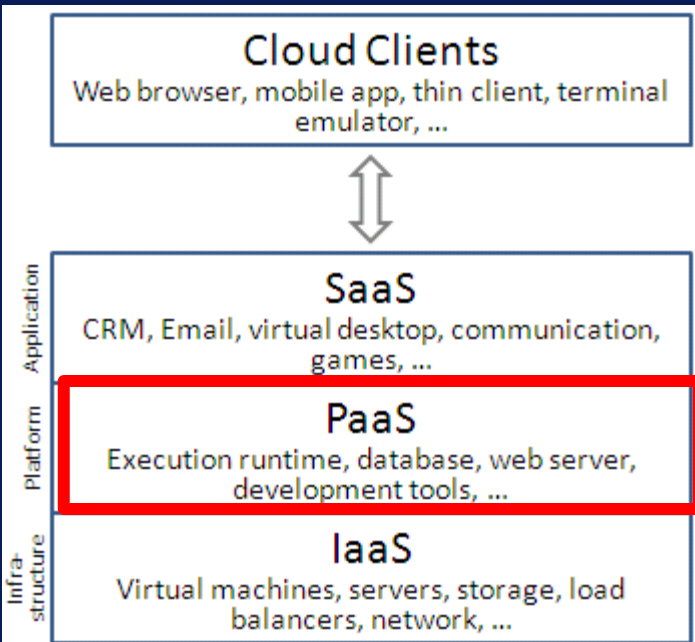 Cloud Clients
Web browser, mobile app, thin client, terminal
emulator, ...
Application
SaaS
CRM, Email, virtual desktop, communication,
games, ...
Platform
PaaS
Execution runtime, database, web server,
development tools, ...
Infra-
structure
IaaS
Virtual machines, servers, storage, load
balancers, network, ...